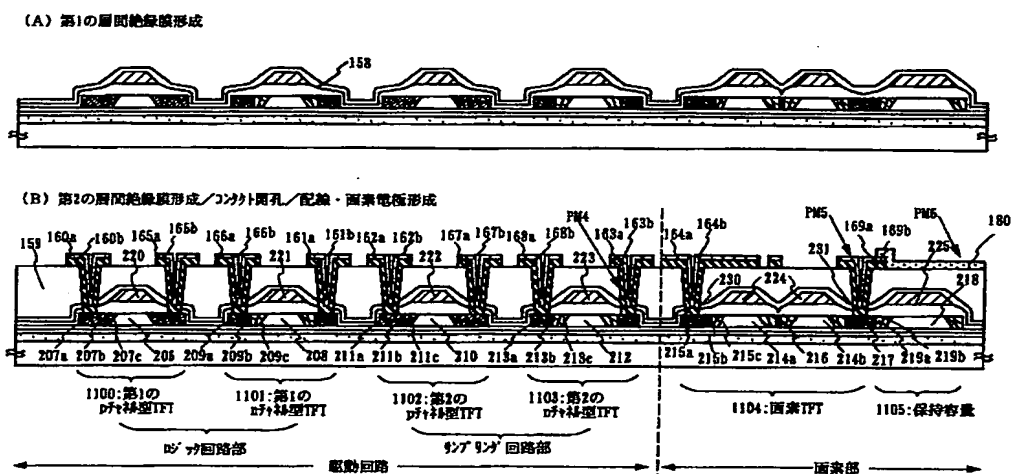 (A) 第1の層間絶縁膜形成
158
(B) 第2の層間絶縁膜形成/コンタクト開孔/配線・画素電極形成
159 160a 160b 165a 165b 166a 166b 161a 161b 162a 162b 167a 167b 168a 168b PM4 163a 163b 164a 164b PM5 169a 169b PM6 180
220 221 222 223 230 224 231 225 218
207a 207b 207c 206 209a 209b 209c 208 211a 211b 211c 210 213a 213b 213c 212 215a 215b 215c 214a 216 214b 217 219a 219b
1100:第1のpチャネル型TFT
1101:第1のnチャネル型TFT
1102:第2のpチャネル型TFT
1103:第2のnチャネル型TFT
1104:画素TFT
1105:保持容量
ロジック回路部
サンプリング回路部
駆動回路
画素部